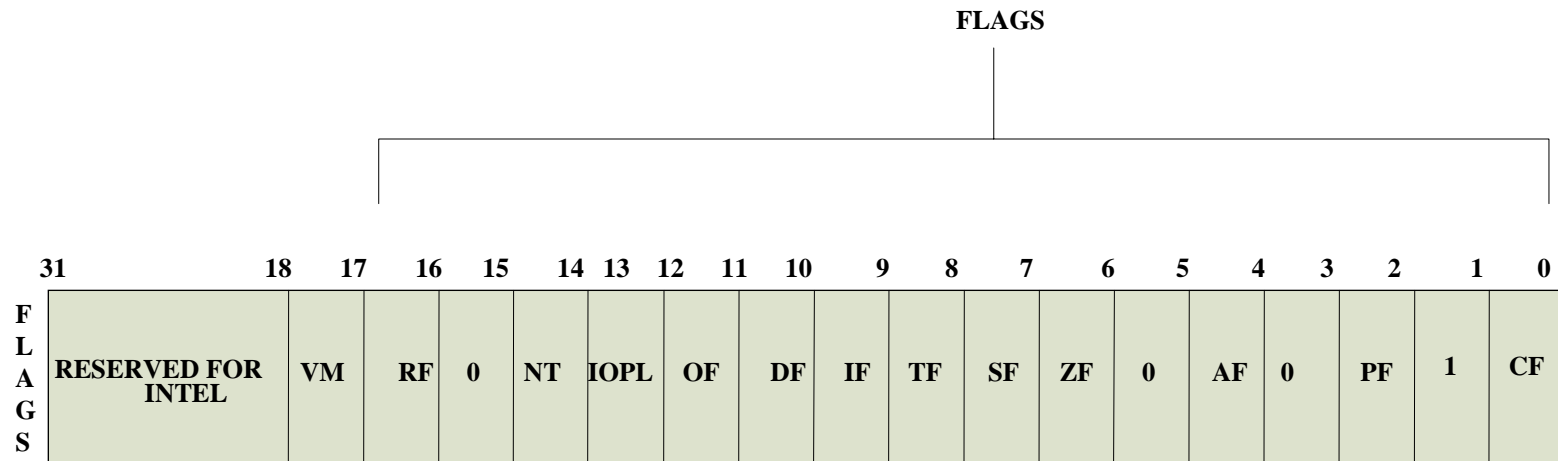 FLAGS
31 18 17 16 15 14 13 12 11 10 9 8 7 6 5 4 3 2 1 0
F
L
A
G
S
RESERVED FOR
INTEL
VM RF 0 NT IOPL OF DF IF TF SF ZF 0 AF 0 PF 1 CF